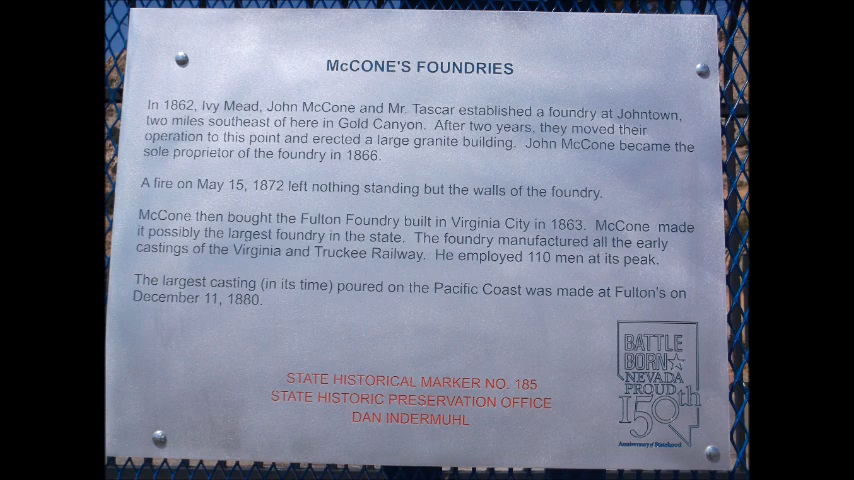 McCONE'S FOUNDRIES
In 1862, Ivy Mead, John McCone and Mr. Tascar established a foundry at Johntown,
two miles southeast of here in Gold Canyon. After two years, they moved their
operation to this point and erected a large granite building. John McCone became the
sole proprietor of the foundry in 1866.
A fire on May 15, 1872 left nothing standing but the walls of the foundry.
McCone then bought the Fulton Foundry built in Virginia City in 1863. McCone made
it possibly the largest foundry in the state. The foundry manufactured all the early
castings of the Virginia and Truckee Railway. He employed 110 men at its peak.
The largest casting (in its time) poured on the Pacific Coast was made at Fulton's on
December 11, 1880.
STATE HISTORICAL MARKER NO. 185
STATE HISTORIC PRESERVATION OFFICE
DAN INDERMUHL
BATTLE
BORN
NEVADA
PROUD
150th
Anniversary of Statehood